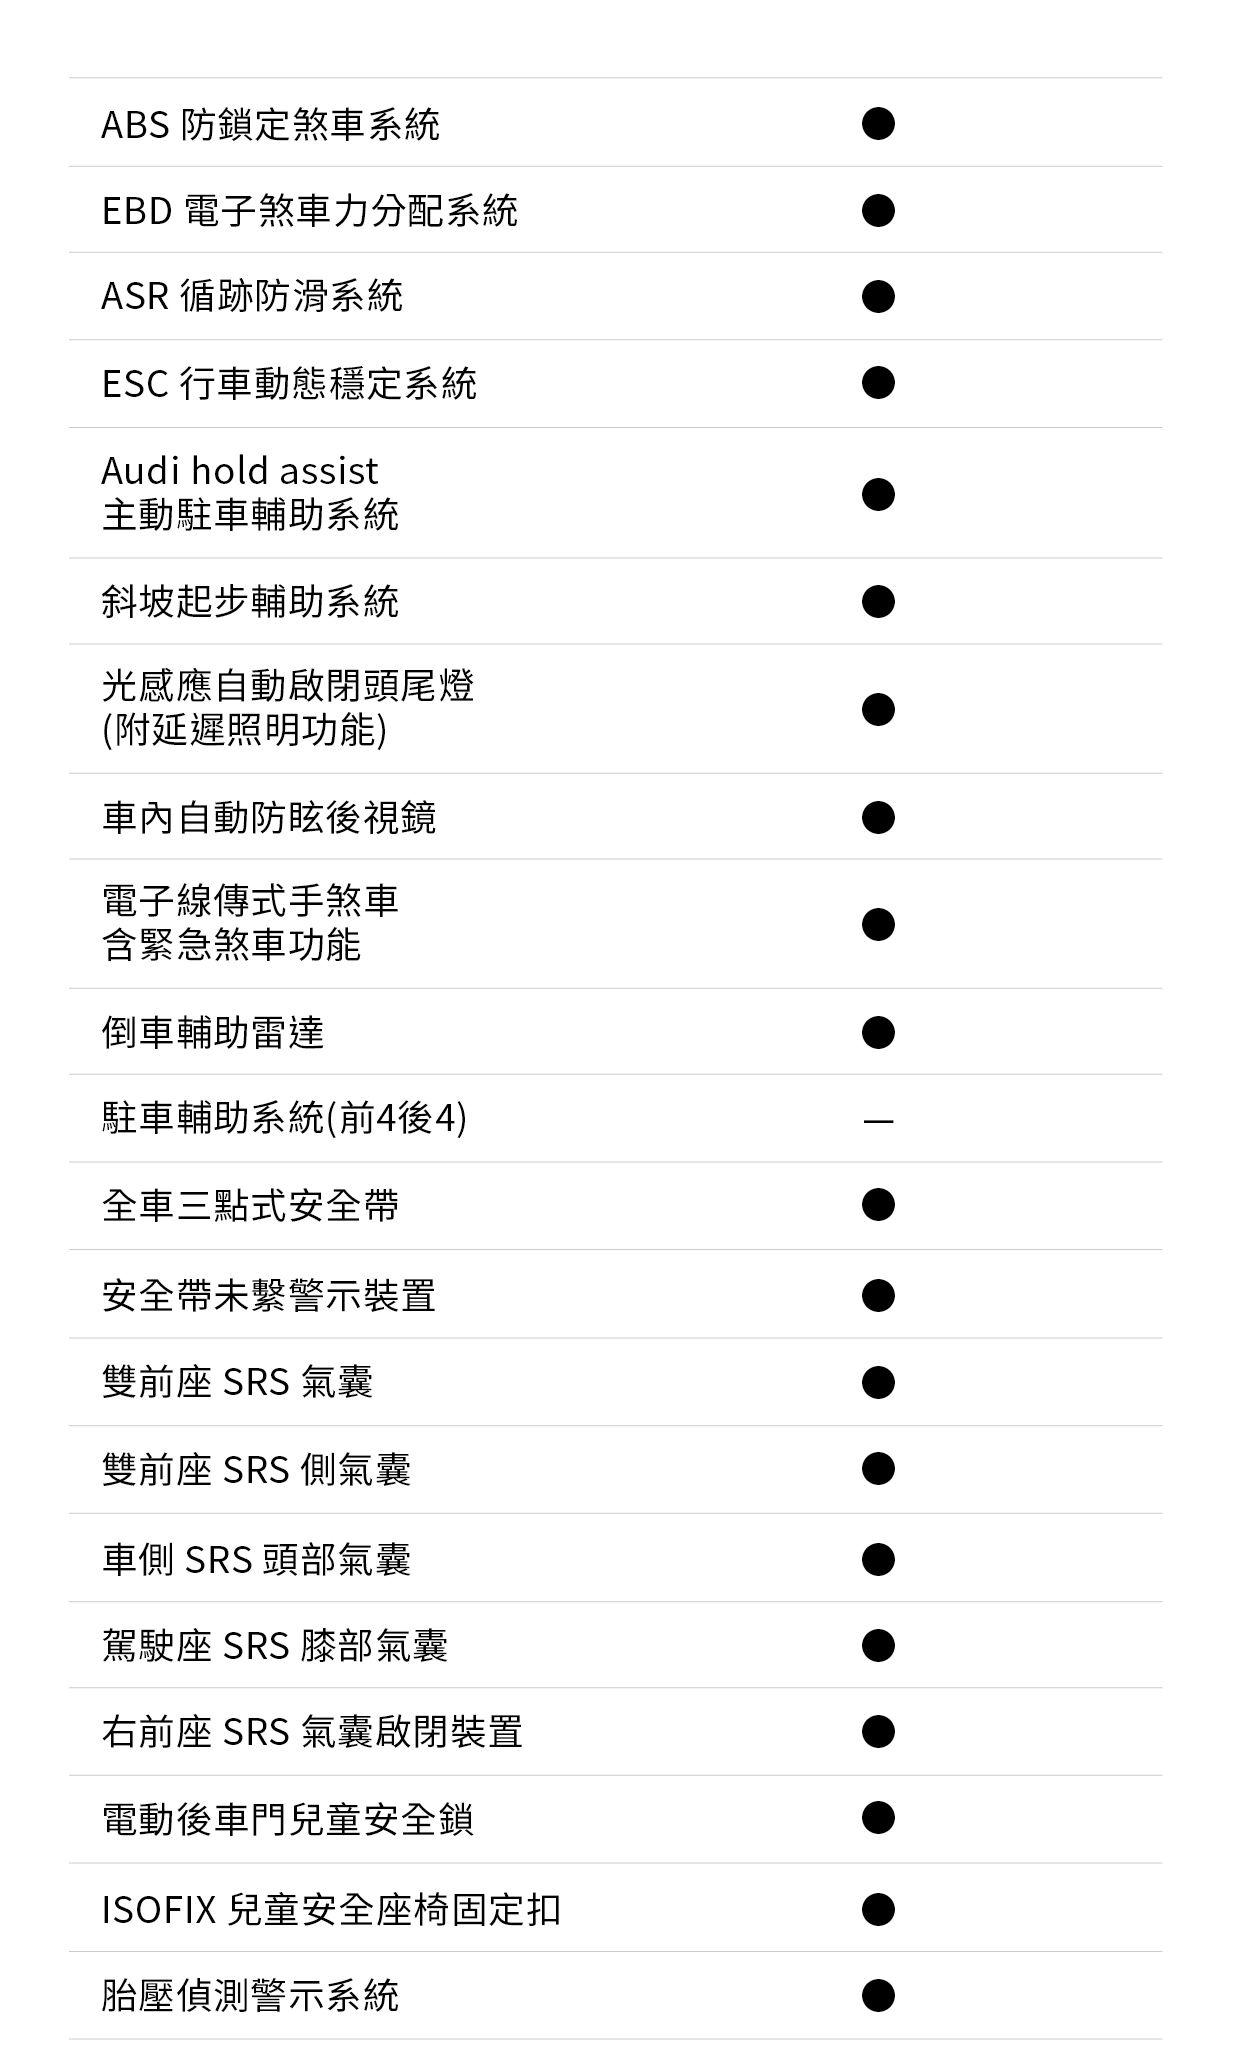 ABS 防鎖定煞車系統 ●
EBD 電子煞車力分配系統 ●
ASR 循跡防滑系統 ●
ESC 行車動態穩定系統 ●
Audi hold assist
主動駐車輔助系統 ●
斜坡起步輔助系統 ●
光感應自動啟閉頭尾燈
(附延遲照明功能) ●
車內自動防眩後視鏡 ●
電子線傳式手煞車
含緊急煞車功能 ●
倒車輔助雷達 ●
駐車輔助系統(前4後4) —
全車三點式安全帶 ●
安全帶未繫警示裝置 ●
雙前座 SRS 氣囊 ●
雙前座 SRS 側氣囊 ●
車側 SRS 頭部氣囊 ●
駕駛座 SRS 膝部氣囊 ●
右前座 SRS 氣囊啟閉裝置 ●
電動後車門兒童安全鎖 ●
ISOFIX 兒童安全座椅固定扣 ●
胎壓偵測警示系統 ●